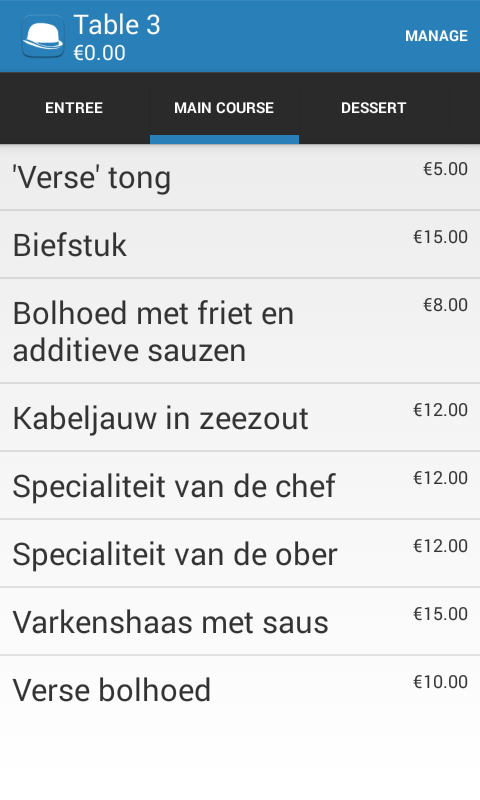 Table 3
€0.00
MANAGE
ENTREE
MAIN COURSE
DESSERT
'Verse' tong
€5.00
Biefstuk
€15.00
Bolhoed met friet en
additieve sauzen
€8.00
Kabeljauw in zeezout
€12.00
Specialiteit van de chef
€12.00
Specialiteit van de ober
€12.00
Varkenshaas met saus
€15.00
Verse bolhoed
€10.00